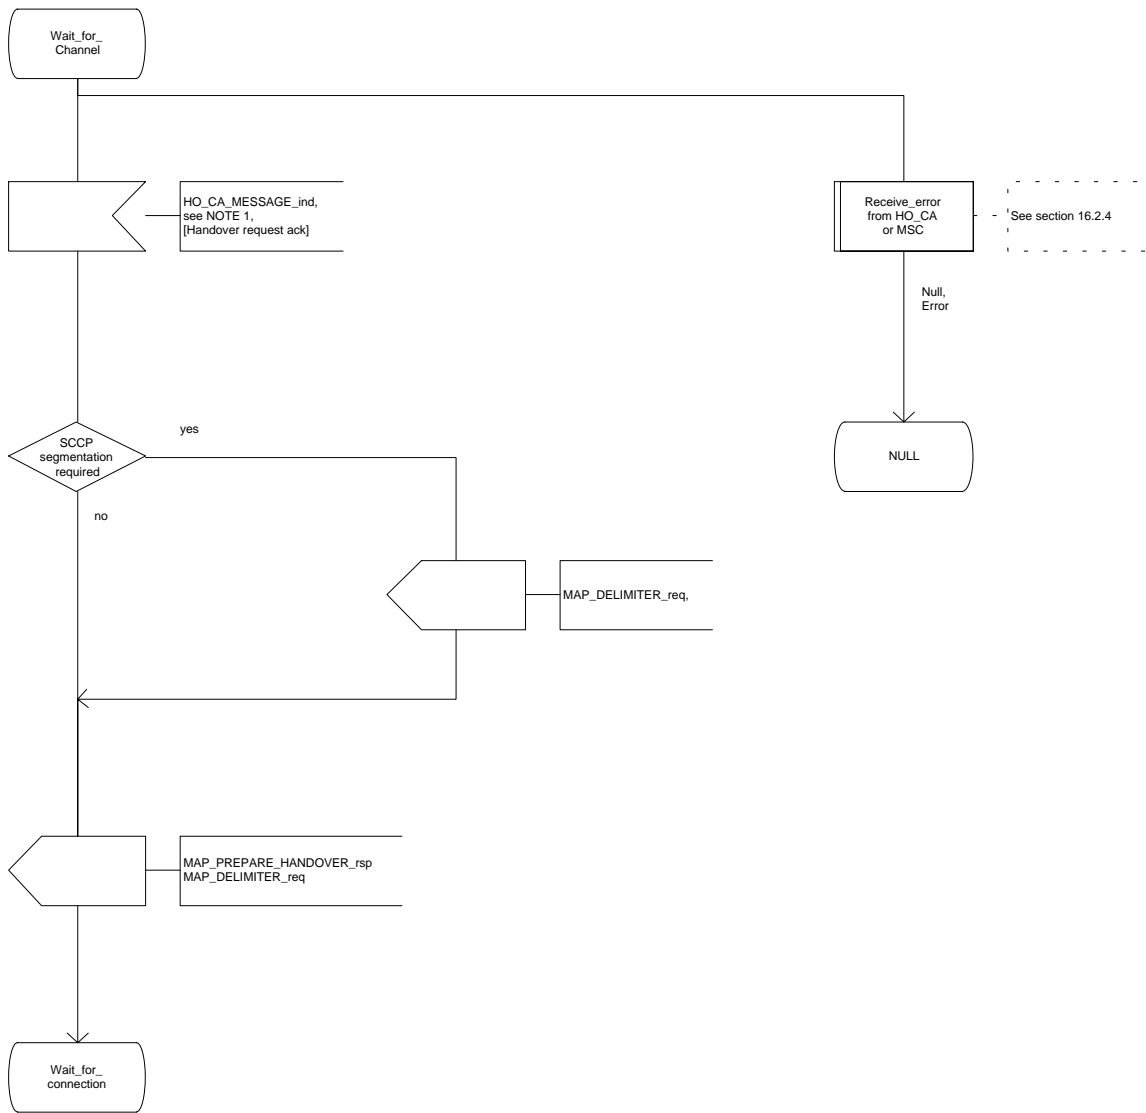 Wait_for_
Channel
HO_CA_MESSAGE_ind,
see NOTE 1,
[Handover request ack]
Receive_error
from HO_CA
or MSC
See section 16.2.4
Null,
Error
SCCP
segmentation
required
yes
no
NULL
MAP_DELIMITER_req,
MAP_PREPARE_HANDOVER_rsp
MAP_DELIMITER_req
Wait_for_
connection